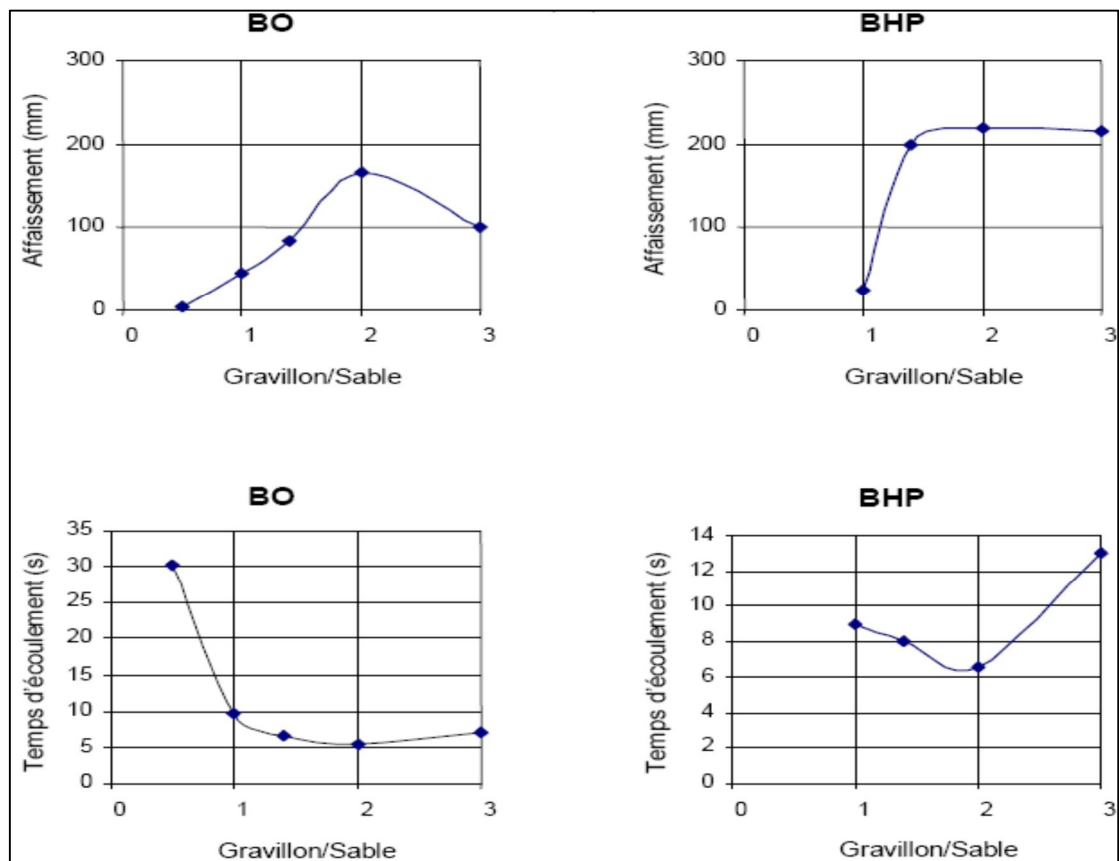 BO
300
200
100
0
Affaissement (mm)
0 1 2 3
Gravillon/Sable
BHP
300
200
100
0
Affaissement (mm)
0 1 2 3
Gravillon/Sable
BO
35
30
25
20
15
10
5
0
Temps d'écoulement (s)
0 1 2 3
Gravillon/Sable
BHP
14
12
10
8
6
4
2
0
Temps d'écoulement (s)
0 1 2 3
Gravillon/Sable